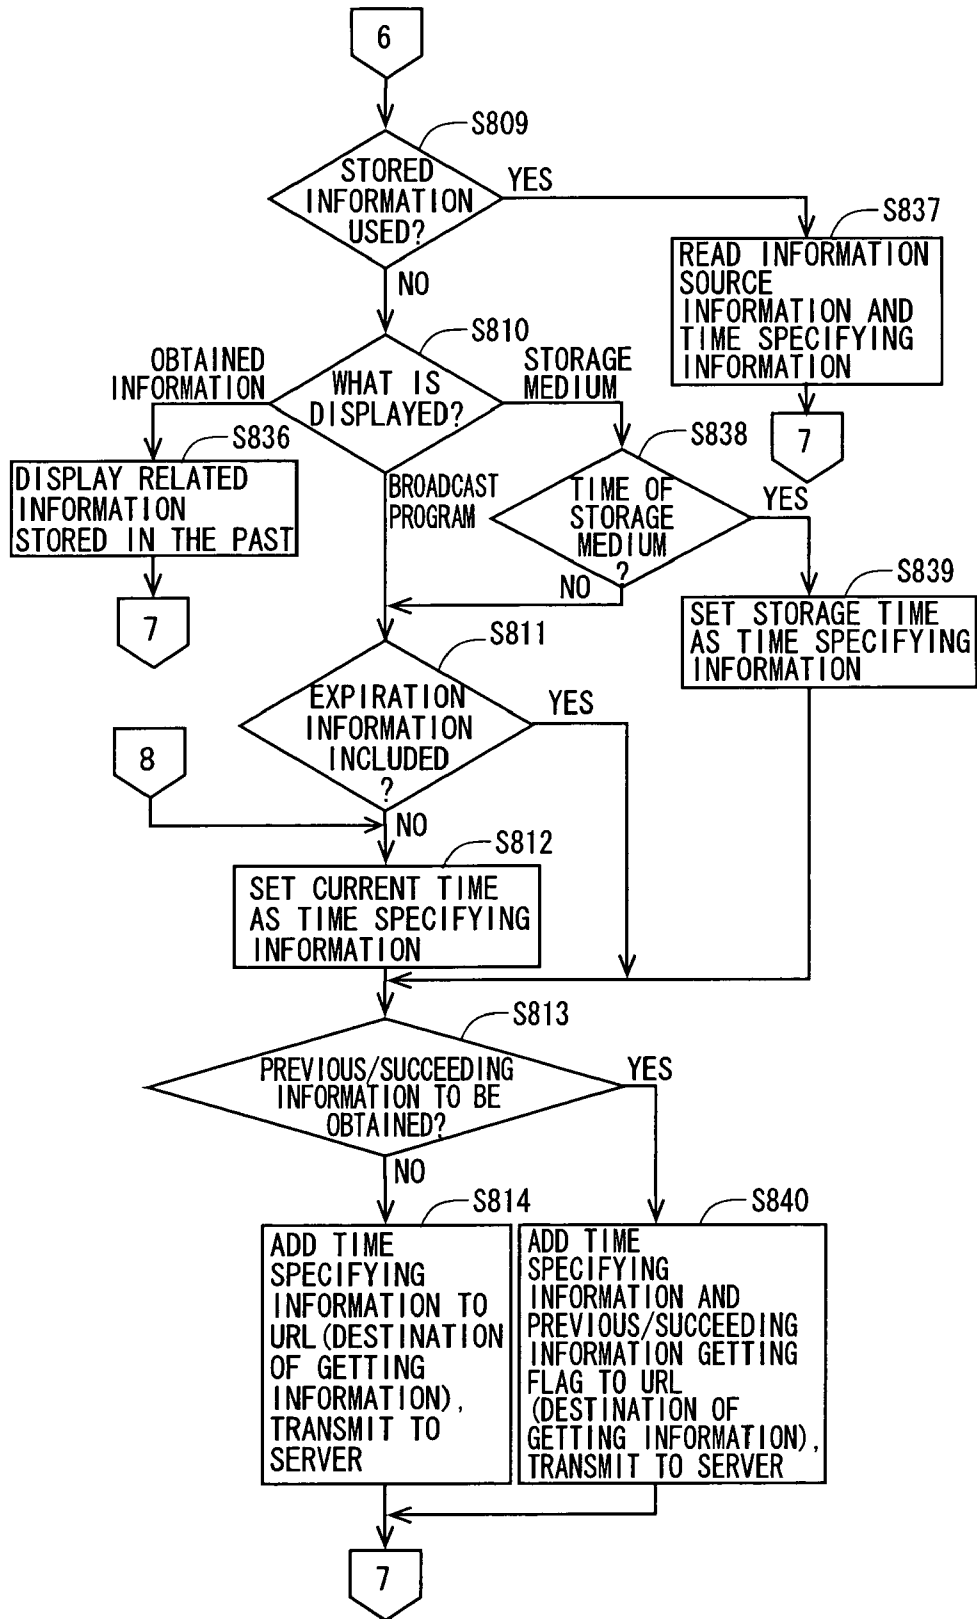 6
S809
STORED
INFORMATION
USED?
YES
NO
S837
READ INFORMATION
SOURCE
INFORMATION AND
TIME SPECIFYING
INFORMATION
7
S810
WHAT IS
DISPLAYED?
OBTAINED
INFORMATION
STORAGE
MEDIUM
BROADCAST
PROGRAM
S836
DISPLAY RELATED
INFORMATION
STORED IN THE PAST
7
S838
TIME OF
STORAGE
MEDIUM
?
YES
NO
S839
SET STORAGE TIME
AS TIME SPECIFYING
INFORMATION
S811
EXPIRATION
INFORMATION
INCLUDED
?
YES
NO
8
S812
SET CURRENT TIME
AS TIME SPECIFYING
INFORMATION
S813
PREVIOUS/SUCCEEDING
INFORMATION TO BE
OBTAINED?
YES
NO
S814
ADD TIME
SPECIFYING
INFORMATION TO
URL(DESTINATION
OF GETTING
INFORMATION),
TRANSMIT TO
SERVER
S840
ADD TIME
SPECIFYING
INFORMATION AND
PREVIOUS/SUCCEEDING
INFORMATION GETTING
FLAG TO URL
(DESTINATION OF
GETTING INFORMATION),
TRANSMIT TO SERVER
7